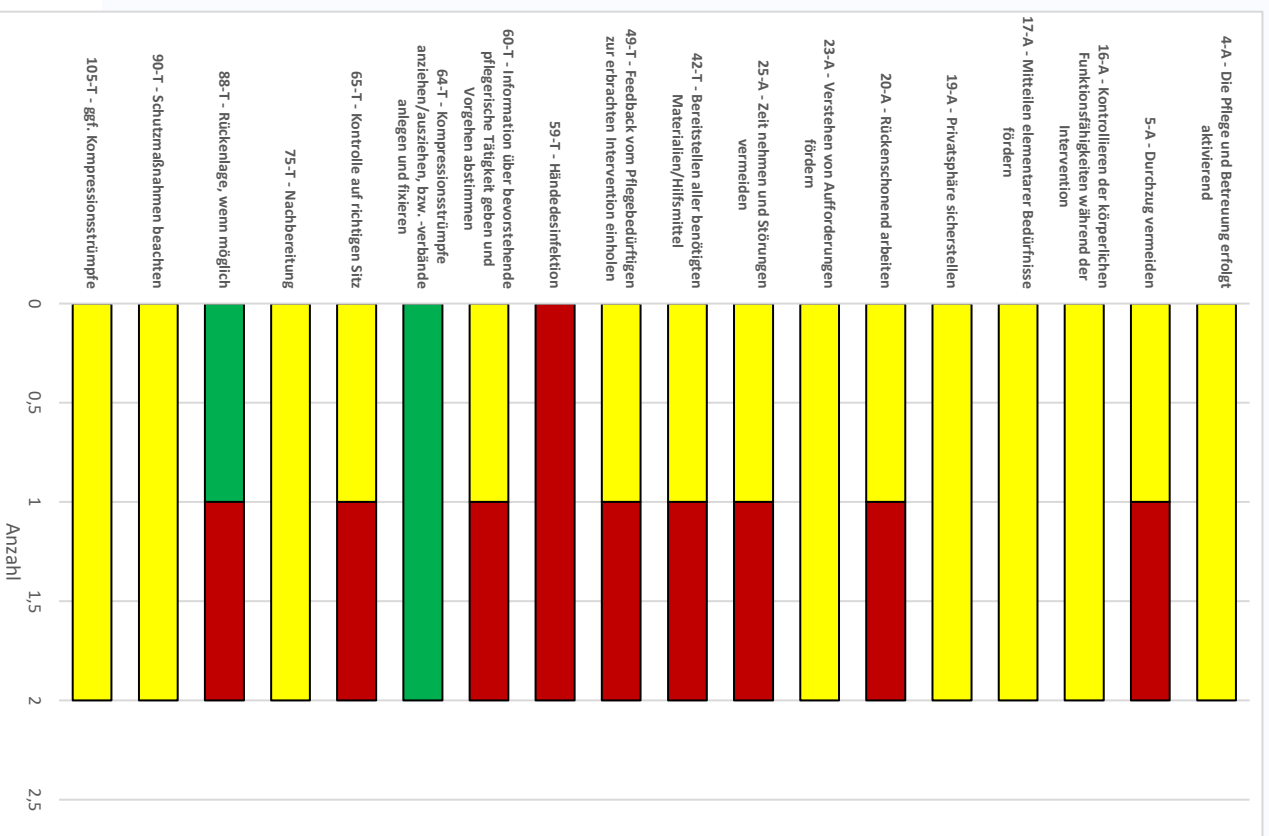 4-A - Die Pflege und Betreuung erfolgt
aktivierend
5-A - Durchzug vermeiden
16-A - Kontrollieren der körperlichen
Funktionsfähigkeiten während der
Intervention
17-A - Mitteilen elementarer Bedürfnisse
fördern
19-A - Privatsphäre sicherstellen
20-A - Rückenschonend arbeiten
23-A - Verstehen von Aufforderungen
fördern
25-A - Zeit nehmen und Störungen
vermeiden
42-T - Bereitstellen aller benötigten
Materialien/Hilfsmittel
49-T - Feedback vom Pflegebedürftigen
zur erbrachten Intervention einholen
59-T - Händedesinfektion
60-T - Information über bevorstehende
pflegerische Tätigkeit geben und
Vorgehen abstimmen
64-T - Kompressionsstrümpfe
anziehen/ausziehen, bzw. -verbände
anlegen und fixieren
65-T - Kontrolle auf richtigen Sitz
75-T - Nachbereitung
88-T - Rückenlage, wenn möglich
90-T - Schutzmaßnahmen beachten
105-T - ggf. Kompressionsstrümpfe
0
0,5
1
1,5
2
2,5
Anzahl